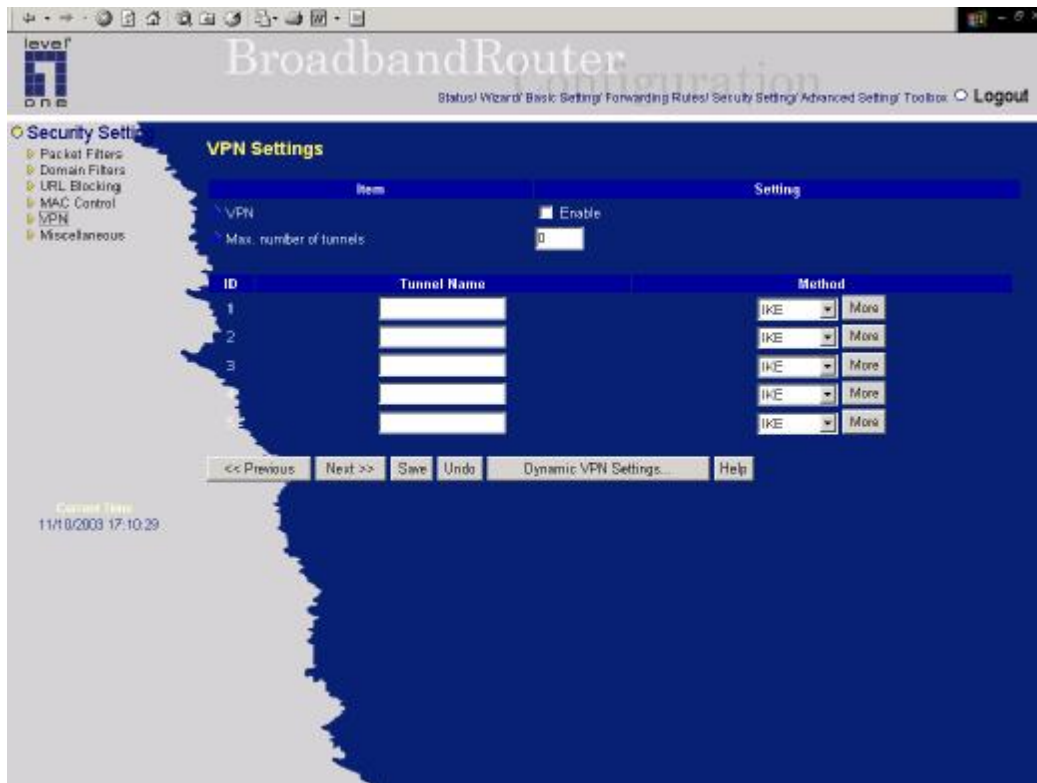 level
one
BroadbandRouter
Configuration
Status/ Wizard/ Basic Setting/ Forwarding Rules/ Security Setting/ Advanced Setting/ Toolbox Logout
Security Setting
Packet Filters
Domain Filters
URL Blocking
MAC Control
VPN
Miscellaneous
VPN Settings
Item Setting
VPN Enable
Max. number of tunnels 0
ID Tunnel Name Method
1 IKE More
2 IKE More
3 IKE More
IKE More
IKE More
<< Previous Next >> Save Undo Dynamic VPN Settings... Help
Current Time
11/18/2003 17:10:29